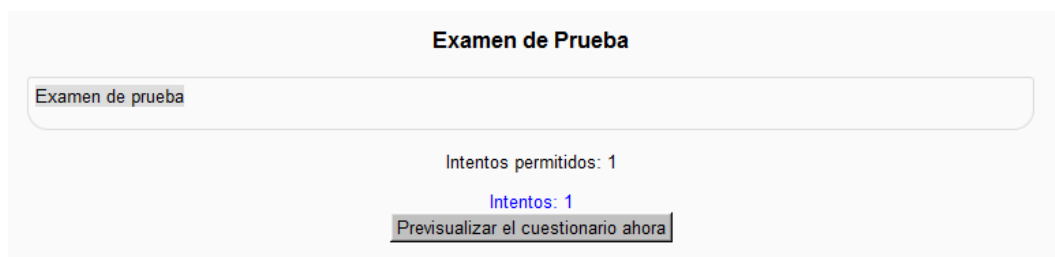 Examen de Prueba
Examen de prueba
Intentos permitidos: 1
Intentos: 1
Previsualizar el cuestionario ahora